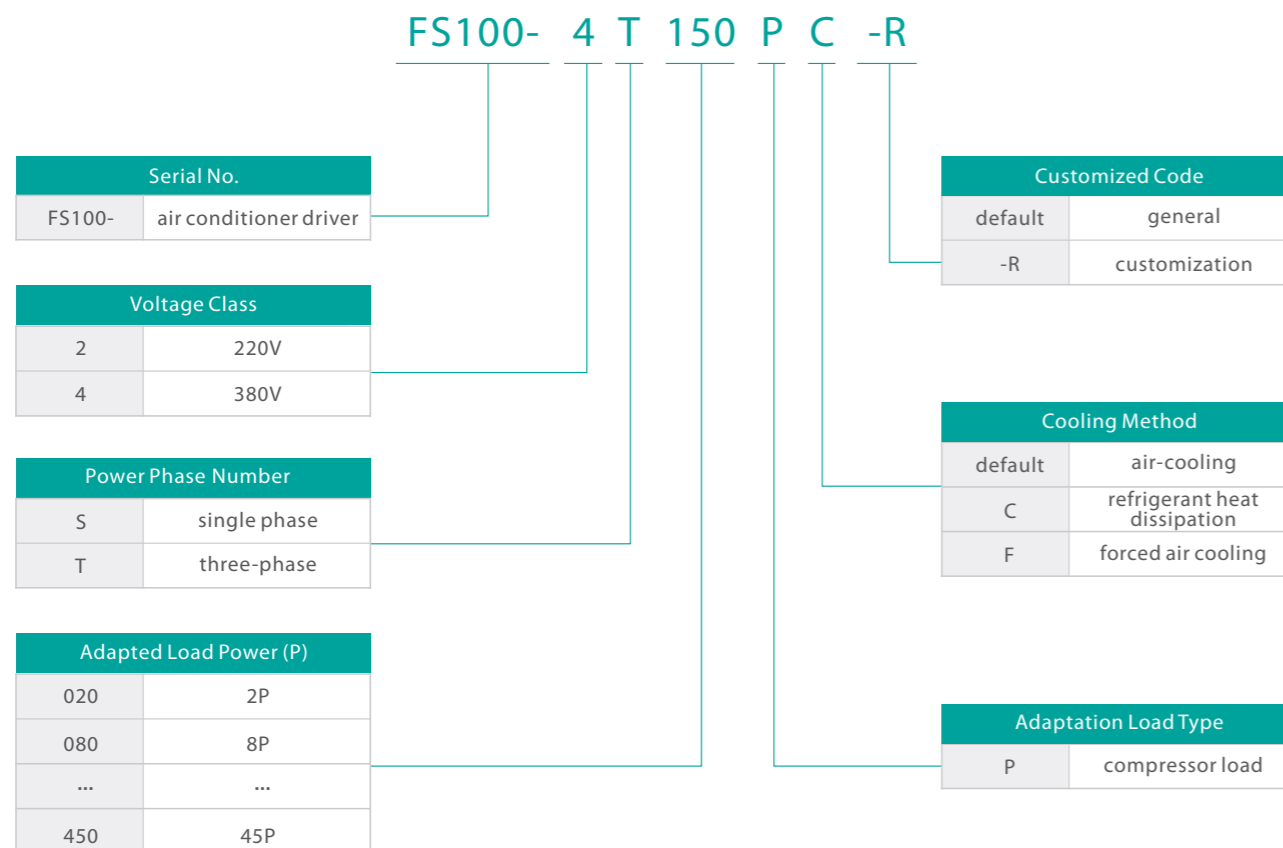 FS100- 4 T 150 P C -R
Serial No.
FS100- air conditioner driver
Voltage Class
2 220V
4 380V
Power Phase Number
S single phase
T three-phase
Adapted Load Power (P)
020 2P
080 8P
... ...
450 45P
Customized Code
default general
-R customization
Cooling Method
default air-cooling
C refrigerant heat
dissipation
F forced air cooling
Adaptation Load Type
P compressor load